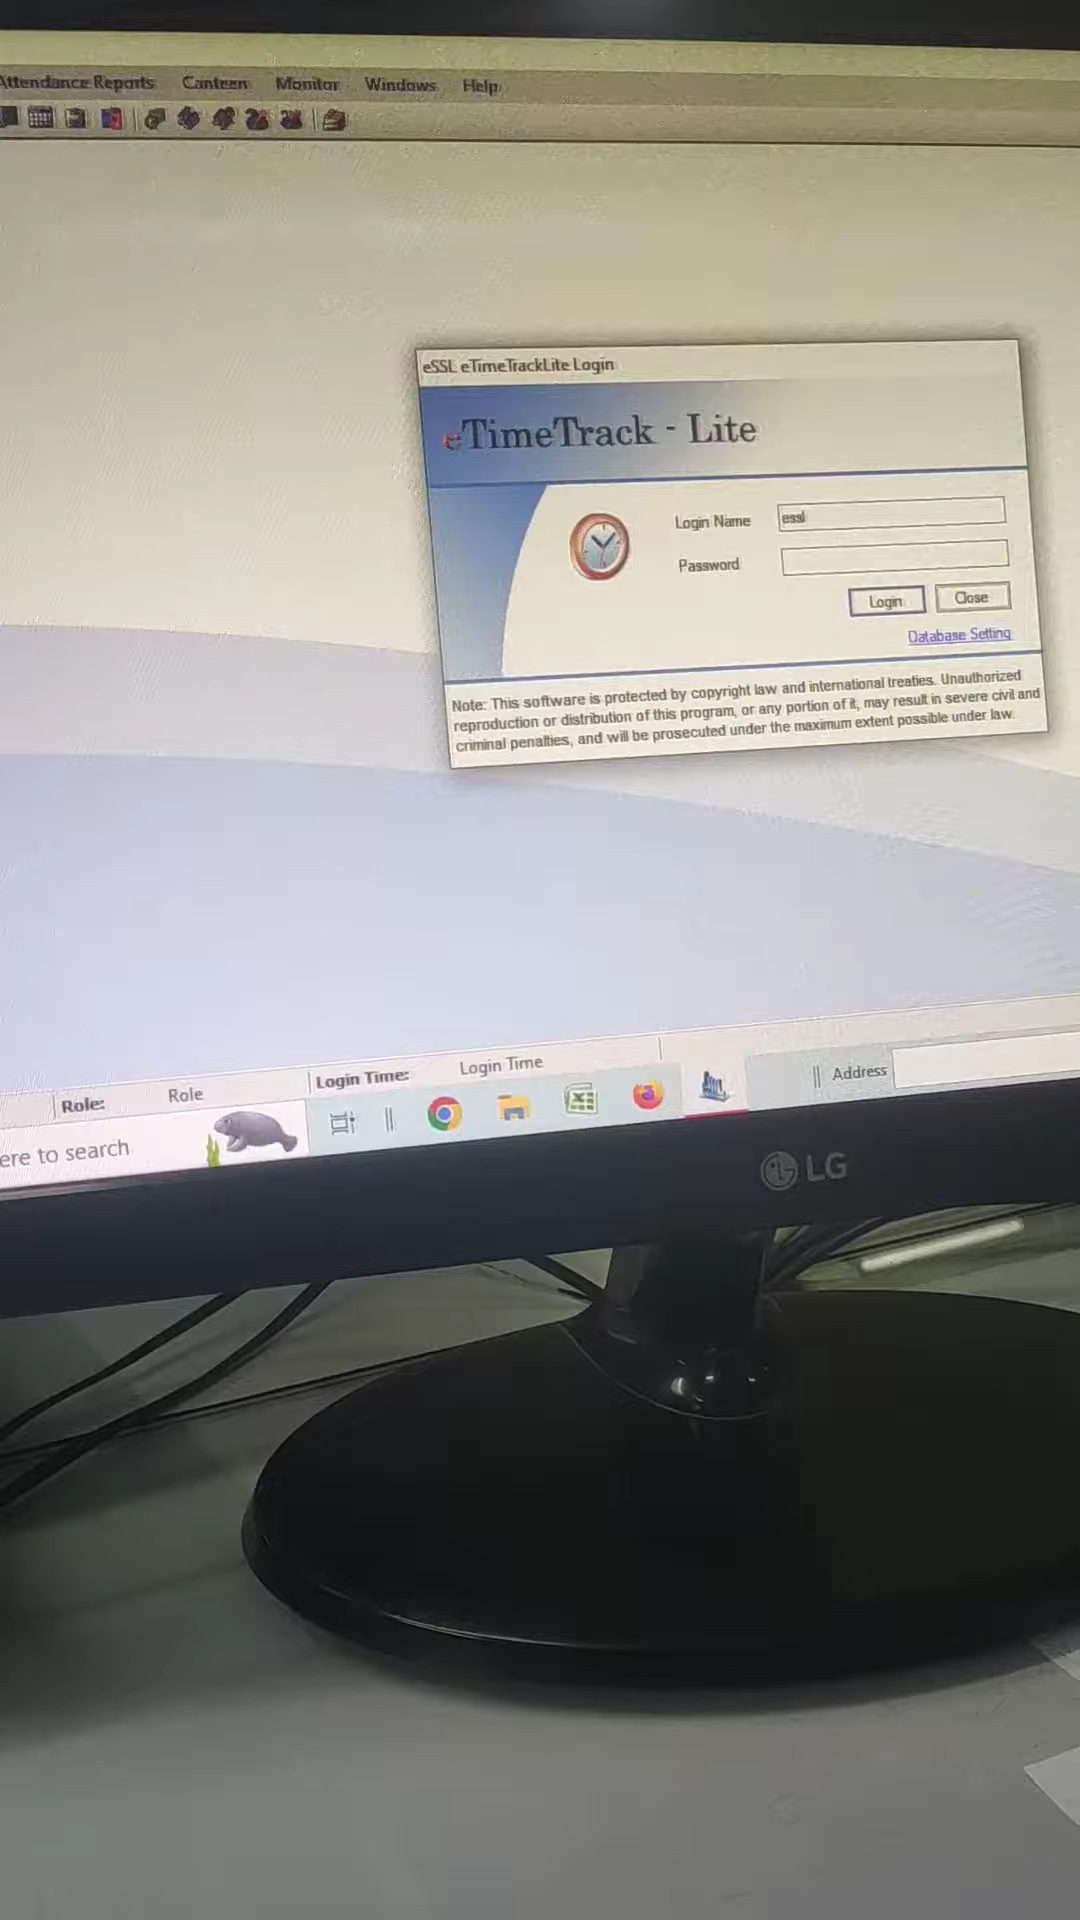 Attendance Reports Canteen Monitor Windows Help
eSSL eTimeTrackLite Login
eTimeTrack - Lite
Login Name essl
Password
Login Close
Database Setting
Note: This software is protected by copyright law and international treaties. Unauthorized
reproduction or distribution of this program, or any portion of it, may result in severe civil and
criminal penalties, and will be prosecuted under the maximum extent possible under law.
Role: Role Login Time: Login Time
ere to search
Address
LG